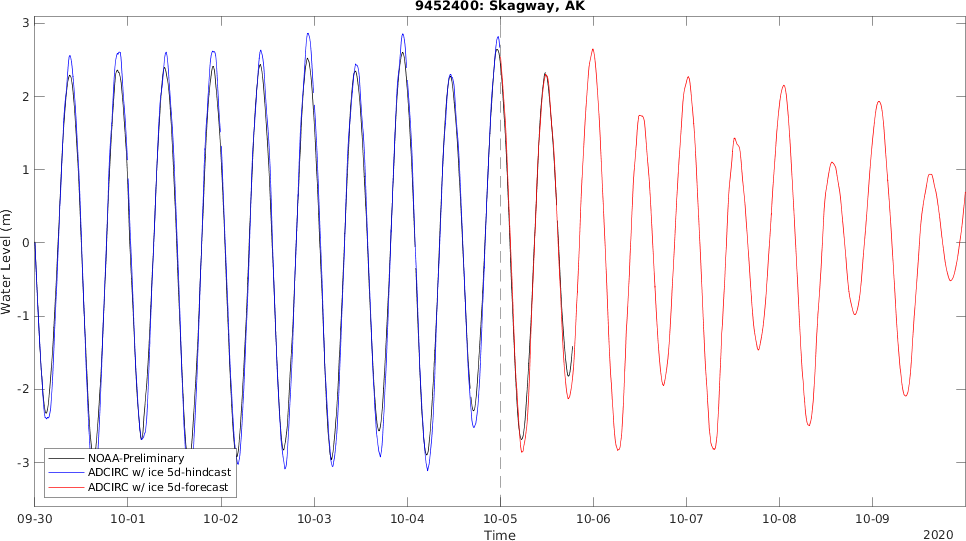 9452400: Skagway, AK
3
2
1
0
-1
-2
-3
Water Level (m)
NOAA-Preliminary
ADCIRC w/ ice 5d-hindcast
ADCIRC w/ ice 5d-forecast
09-30 10-01 10-02 10-03 10-04 10-05 10-06 10-07 10-08 10-09
Time
2020